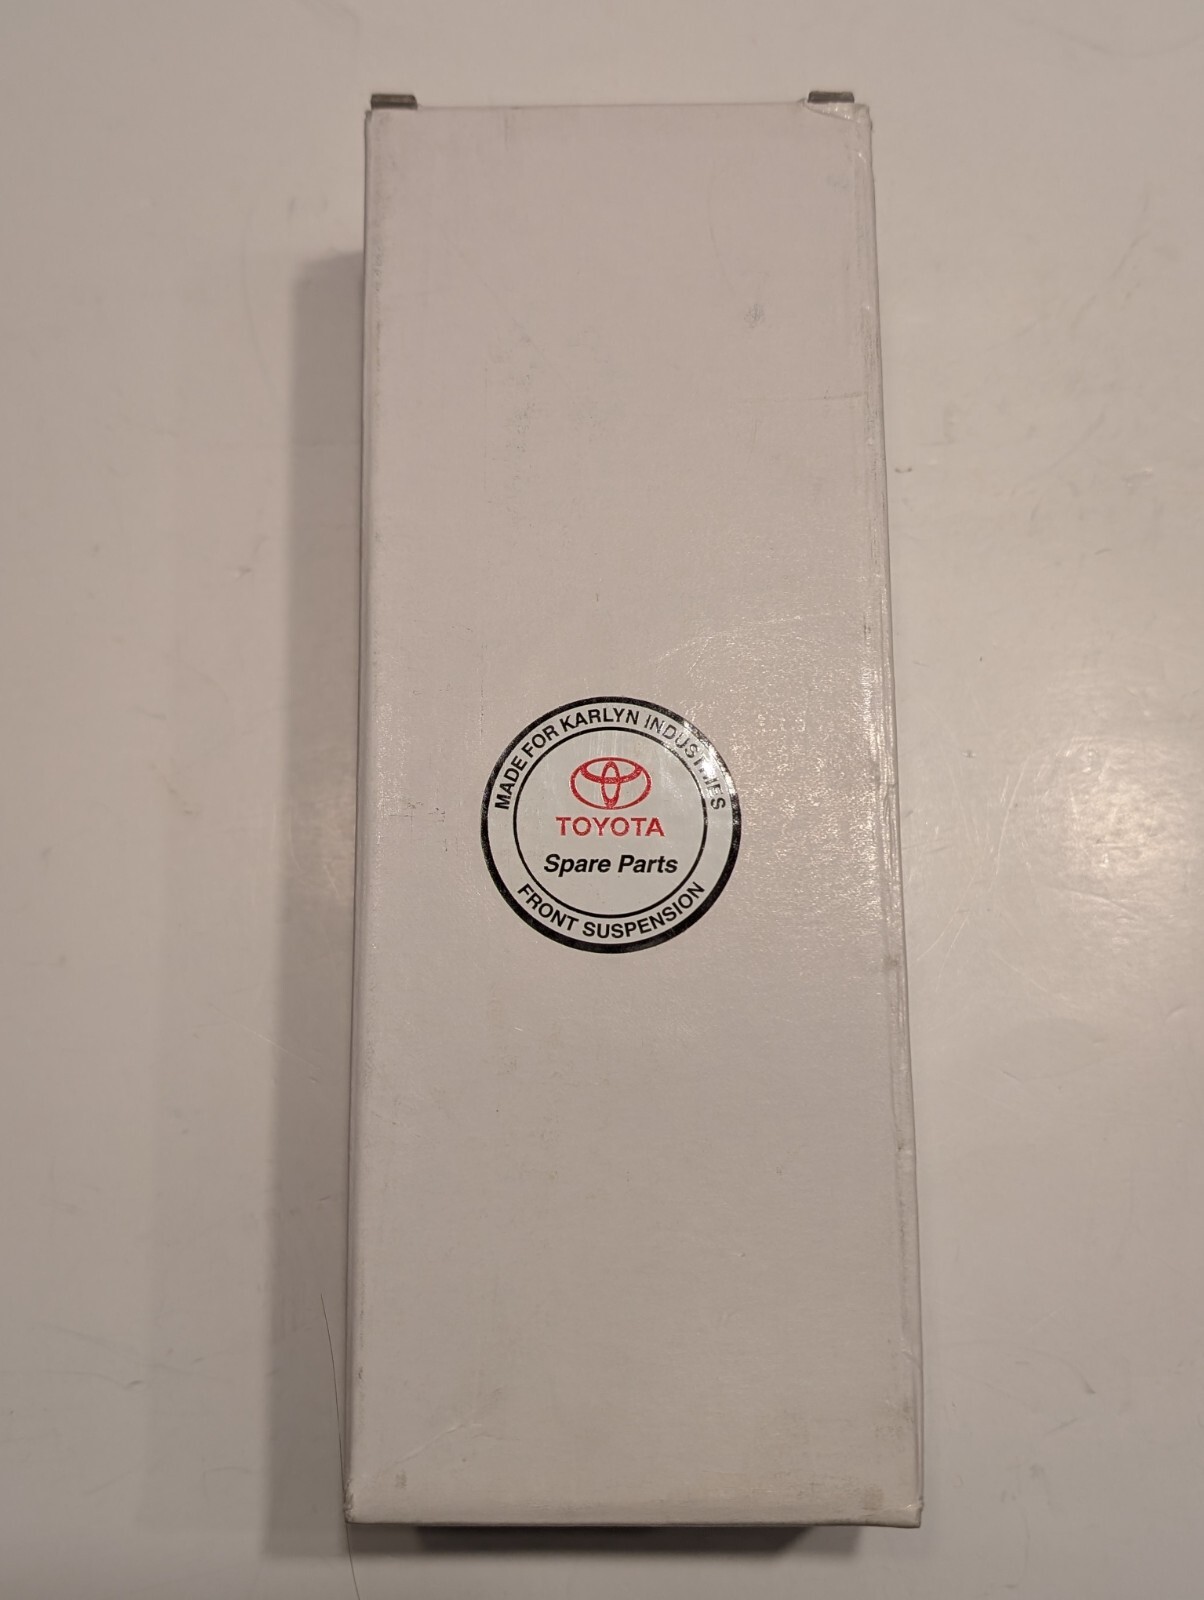 MADE FOR KARLYN INDUSTRIES
TOYOTA
Spare Parts
FRONT SUSPENSION